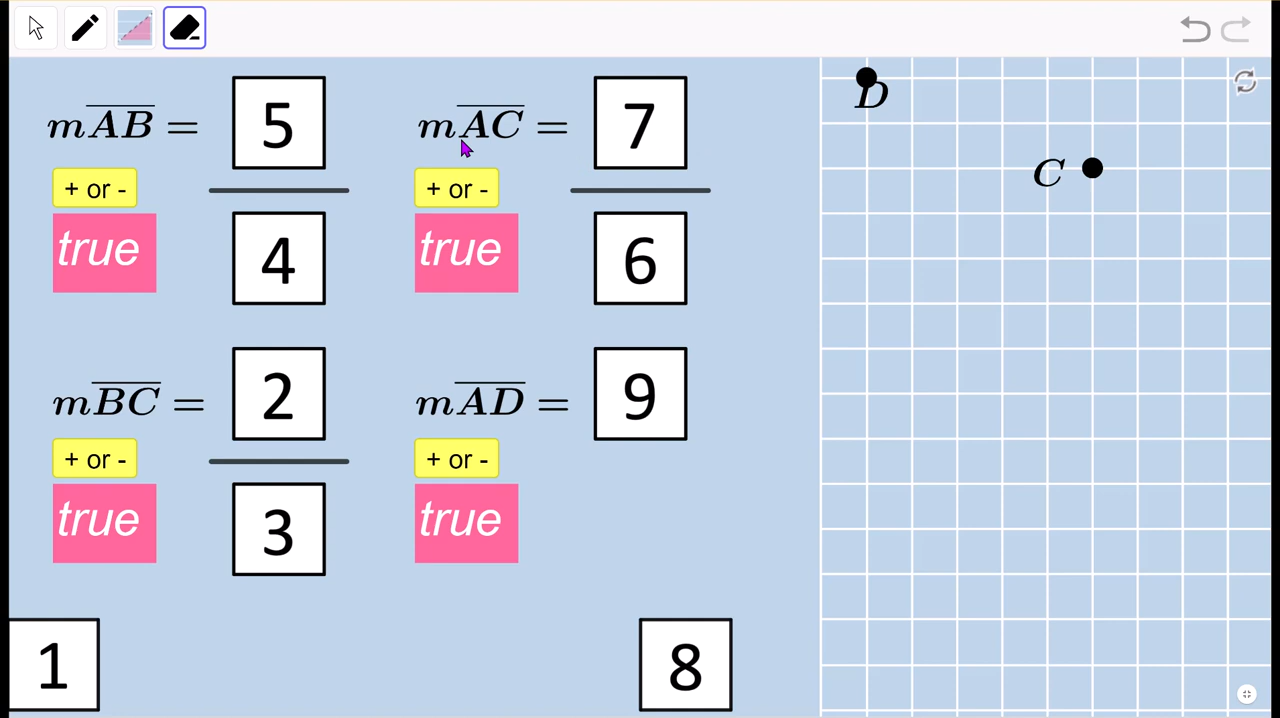 mAB = 5 / 4
+ or -
true
mAC = 7 / 6
+ or -
true
mBC = 2 / 3
+ or -
true
mAD = 9
+ or -
true
1
8
D
C